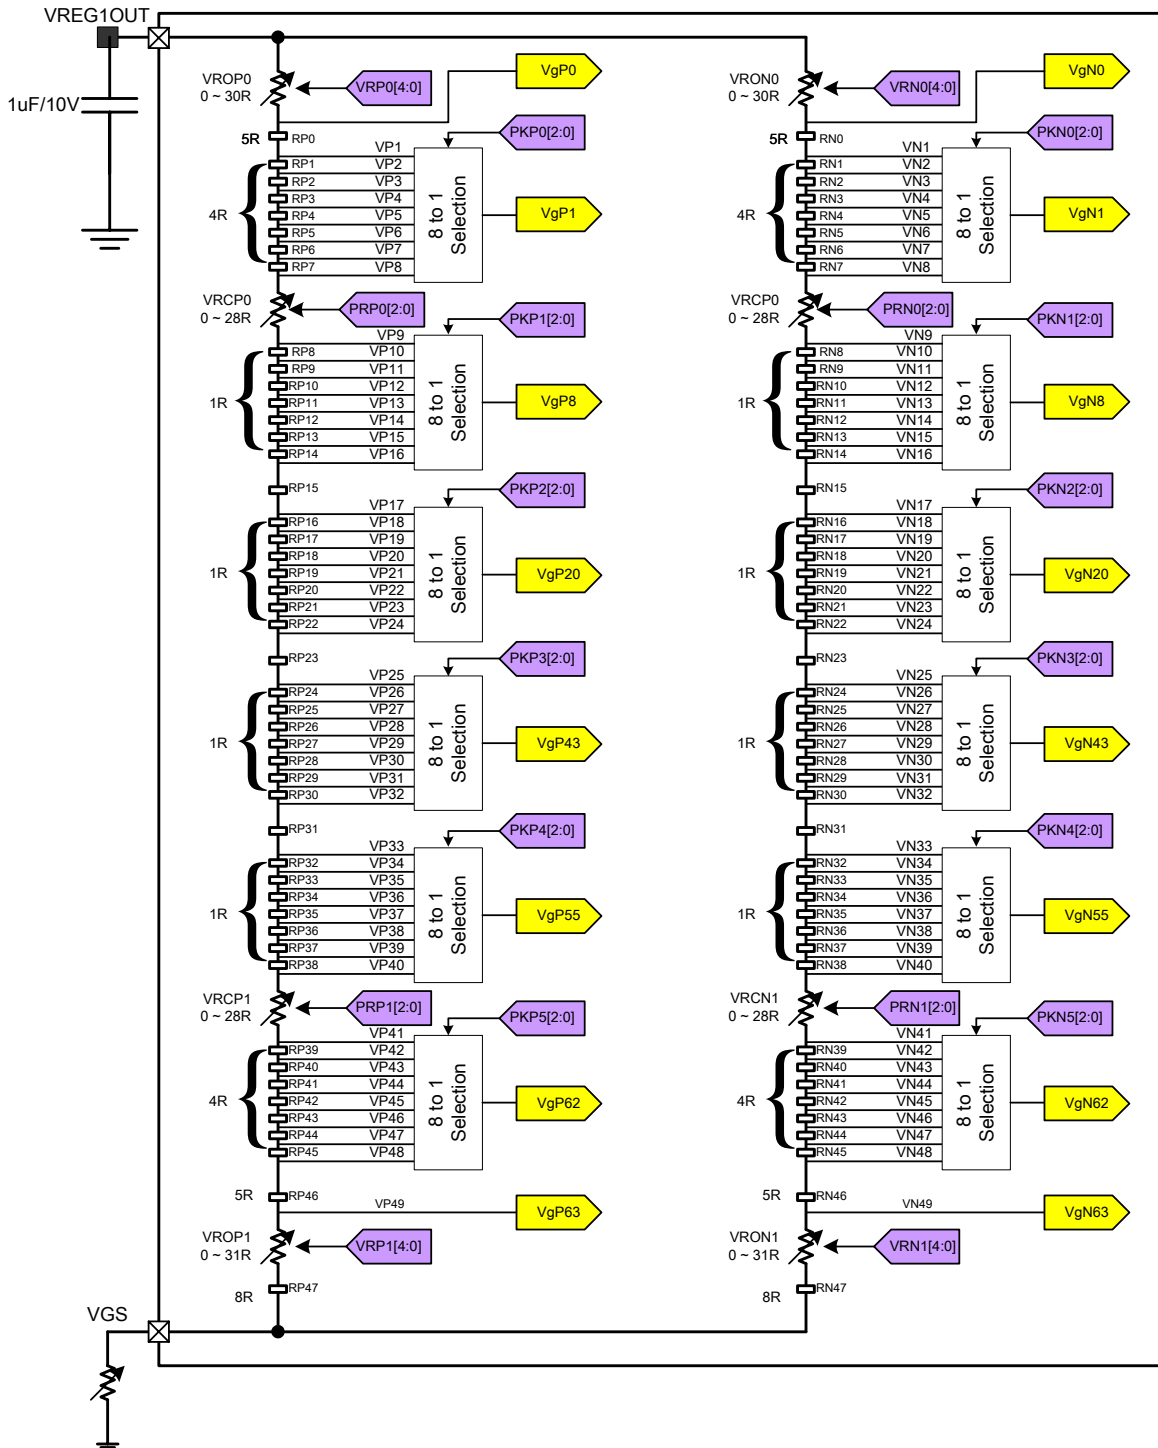 VREG1OUT
1uF/10V
VROP0
0 ~ 30R
VRP0[4:0]
VgP0
5R
RP0
PKP0[2:0]
VP1
RP1
VP2
RP2
VP3
RP3
VP4
RP4
VP5
RP5
VP6
RP6
VP7
RP7
VP8
4R
8 to 1
Selection
VgP1
VRCP0
0 ~ 28R
PRP0[2:0]
PKP1[2:0]
VP9
RP8
VP10
RP9
VP11
RP10
VP12
RP11
VP13
RP12
VP14
RP13
VP15
RP14
VP16
1R
8 to 1
Selection
VgP8
RP15
PKP2[2:0]
VP17
RP16
VP18
RP17
VP19
RP18
VP20
RP19
VP21
RP20
VP22
RP21
VP23
RP22
VP24
1R
8 to 1
Selection
VgP20
RP23
PKP3[2:0]
VP25
RP24
VP26
RP25
VP27
RP26
VP28
RP27
VP29
RP28
VP30
RP29
VP31
RP30
VP32
1R
8 to 1
Selection
VgP43
RP31
PKP4[2:0]
VP33
RP32
VP34
RP33
VP35
RP34
VP36
RP35
VP37
RP36
VP38
RP37
VP39
RP38
VP40
1R
8 to 1
Selection
VgP55
VRCP1
0 ~ 28R
PRP1[2:0]
PKP5[2:0]
VP41
RP39
VP42
RP40
VP43
RP41
VP44
RP42
VP45
RP43
VP46
RP44
VP47
RP45
VP48
4R
8 to 1
Selection
VgP62
5R
RP46
VP49
VgP63
VROP1
0 ~ 31R
VRP1[4:0]
8R
RP47
VGS
VRON0
0 ~ 30R
VRN0[4:0]
VgN0
5R
RN0
PKN0[2:0]
VN1
RN1
VN2
RN2
VN3
RN3
VN4
RN4
VN5
RN5
VN6
RN6
VN7
RN7
VN8
4R
8 to 1
Selection
VgN1
VRCP0
0 ~ 28R
PRN0[2:0]
PKN1[2:0]
VN9
RN8
VN10
RN9
VN11
RN10
VN12
RN11
VN13
RN12
VN14
RN13
VN15
RN14
VN16
1R
8 to 1
Selection
VgN8
RN15
PKN2[2:0]
VN17
RN16
VN18
RN17
VN19
RN18
VN20
RN19
VN21
RN20
VN22
RN21
VN23
RN22
VN24
1R
8 to 1
Selection
VgN20
RN23
PKN3[2:0]
VN25
RN24
VN26
RN25
VN27
RN26
VN28
RN27
VN29
RN28
VN30
RN29
VN31
RN30
VN32
1R
8 to 1
Selection
VgN43
RN31
PKN4[2:0]
VN33
RN32
VN34
RN33
VN35
RN34
VN36
RN35
VN37
RN36
VN38
RN37
VN39
RN38
VN40
1R
8 to 1
Selection
VgN55
VRCN1
0 ~ 28R
PRN1[2:0]
PKN5[2:0]
VN41
RN39
VN42
RN40
VN43
RN41
VN44
RN42
VN45
RN43
VN46
RN44
VN47
RN45
VN48
4R
8 to 1
Selection
VgN62
5R
RN46
VN49
VgN63
VRON1
0 ~ 31R
VRN1[4:0]
8R
RN47